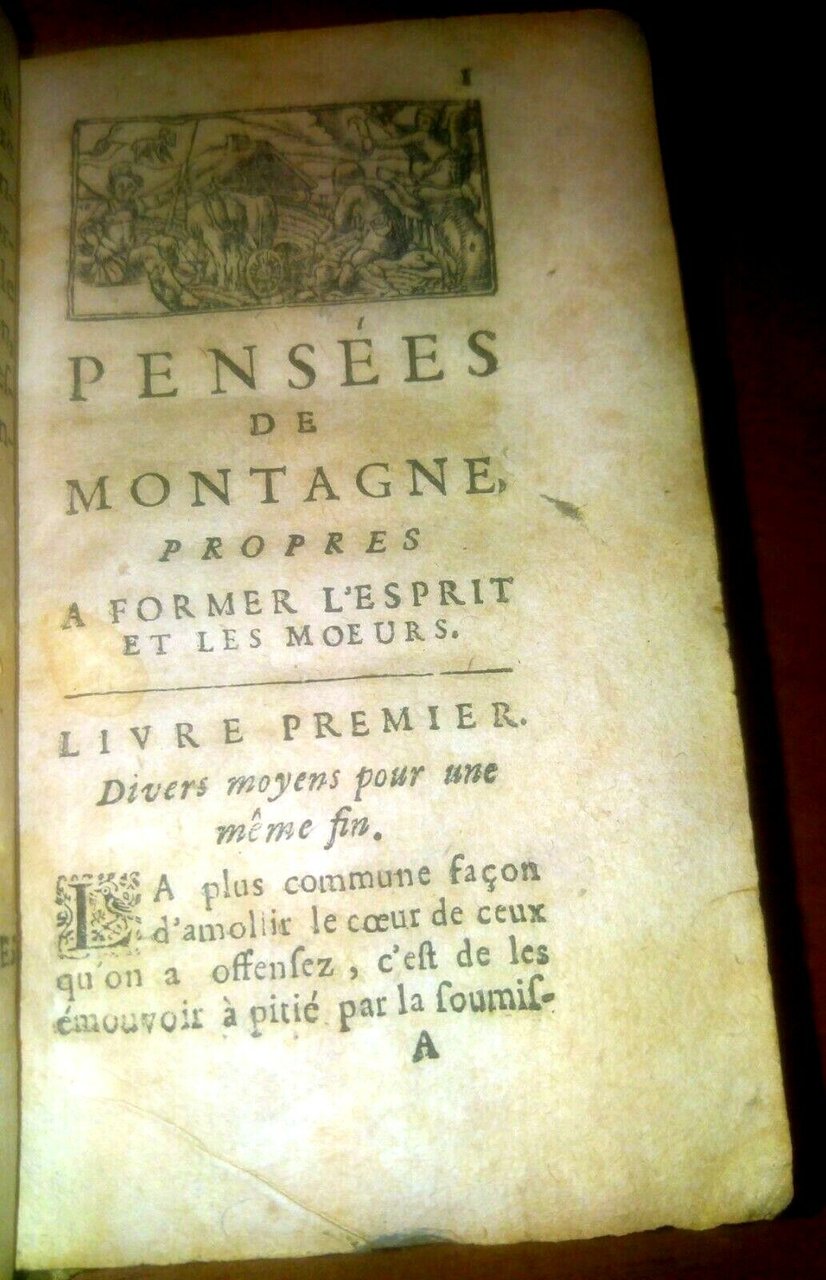 1
PENSÉES
DE
MONTAGNE,
PROPRES
A FORMER L'ESPRIT
ET LES MOEURS.
LIVRE PREMIER.
Divers moyens pour une
même fin.
LA plus commune façon
d'amollir le cœur de ceux
qu'on a offenſez, c'eſt de les
émouvoir à pitié par la ſoumiſ-
A